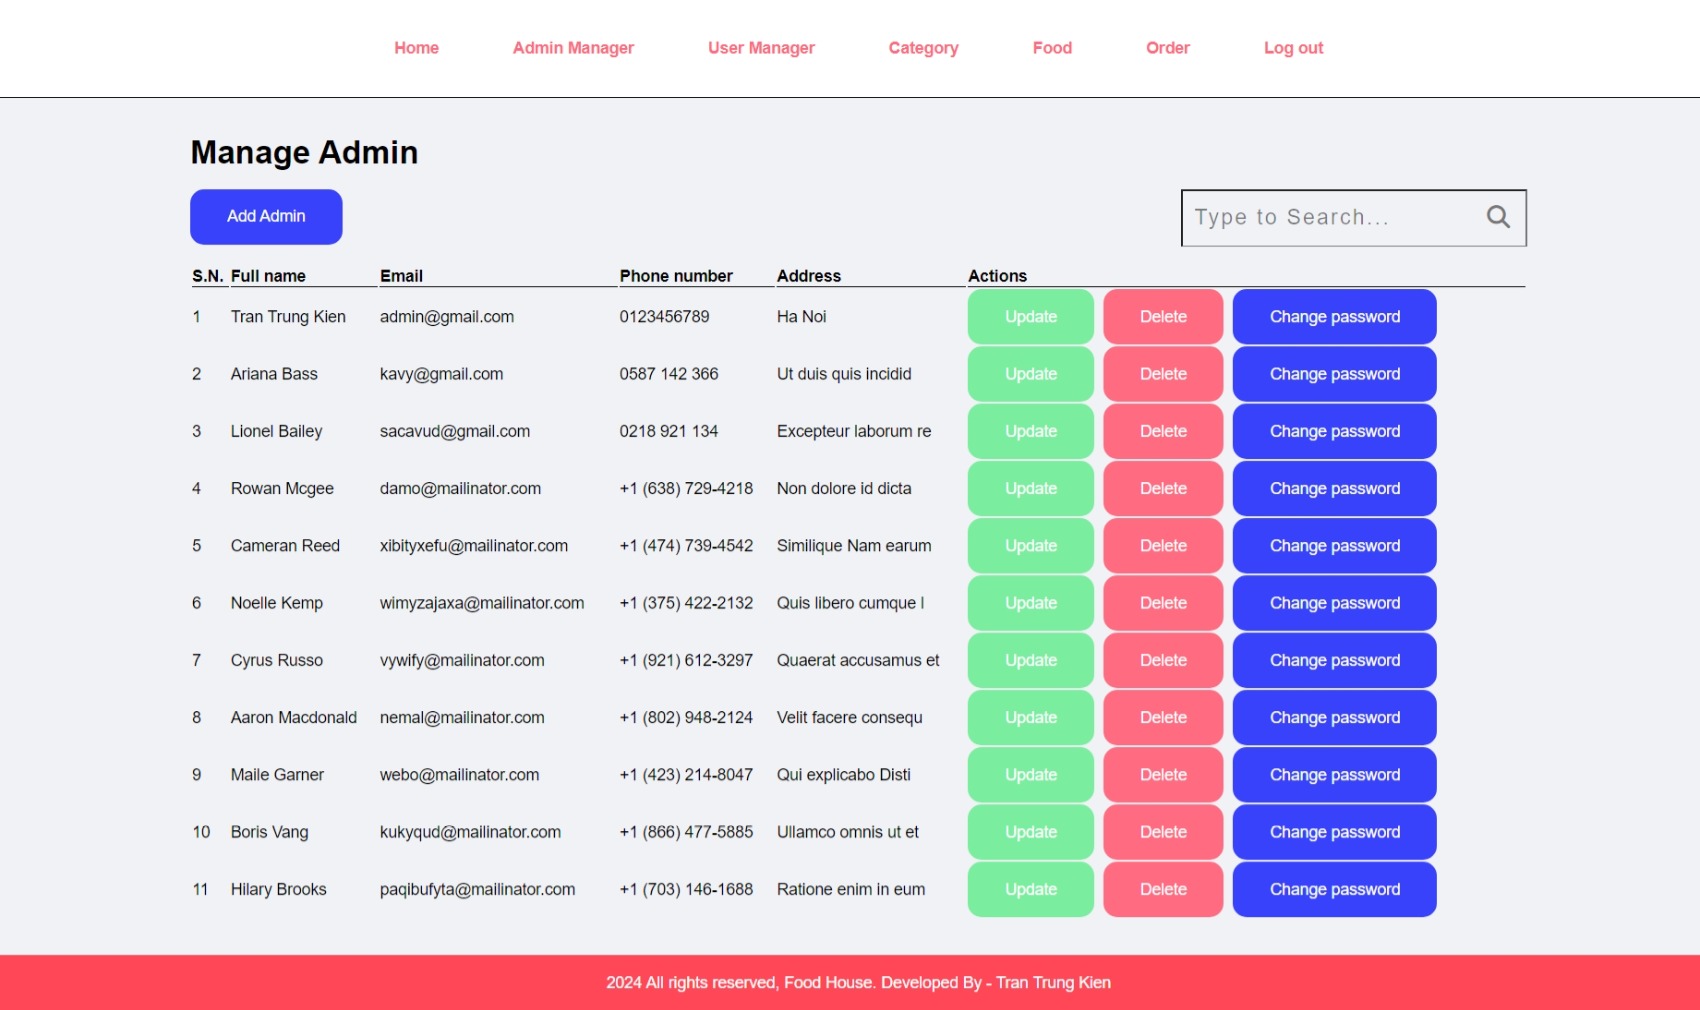 Home Admin Manager User Manager Category Food Order Log out
Manage Admin
Add Admin Type to Search...
S.N. Full name Email Phone number Address Actions
1 Tran Trung Kien admin@gmail.com 0123456789 Ha Noi Update Delete Change password
2 Ariana Bass kavy@gmail.com 0587 142 366 Ut duis quis incidid Update Delete Change password
3 Lionel Bailey sacavud@gmail.com 0218 921 134 Excepteur laborum re Update Delete Change password
4 Rowan Mcgee damo@mailinator.com +1 (638) 729-4218 Non dolore id dicta Update Delete Change password
5 Cameran Reed xibityxefu@mailinator.com +1 (474) 739-4542 Similique Nam earum Update Delete Change password
6 Noelle Kemp wimyzajaxa@mailinator.com +1 (375) 422-2132 Quis libero cumque l Update Delete Change password
7 Cyrus Russo vywify@mailinator.com +1 (921) 612-3297 Quaerat accusamus et Update Delete Change password
8 Aaron Macdonald nemal@mailinator.com +1 (802) 948-2124 Velit facere consequ Update Delete Change password
9 Maile Garner webo@mailinator.com +1 (423) 214-8047 Qui explicabo Disti Update Delete Change password
10 Boris Vang kukyqud@mailinator.com +1 (866) 477-5885 Ullamco omnis ut et Update Delete Change password
11 Hilary Brooks paqibufyta@mailinator.com +1 (703) 146-1688 Ratione enim in eum Update Delete Change password
2024 All rights reserved, Food House. Developed By - Tran Trung Kien